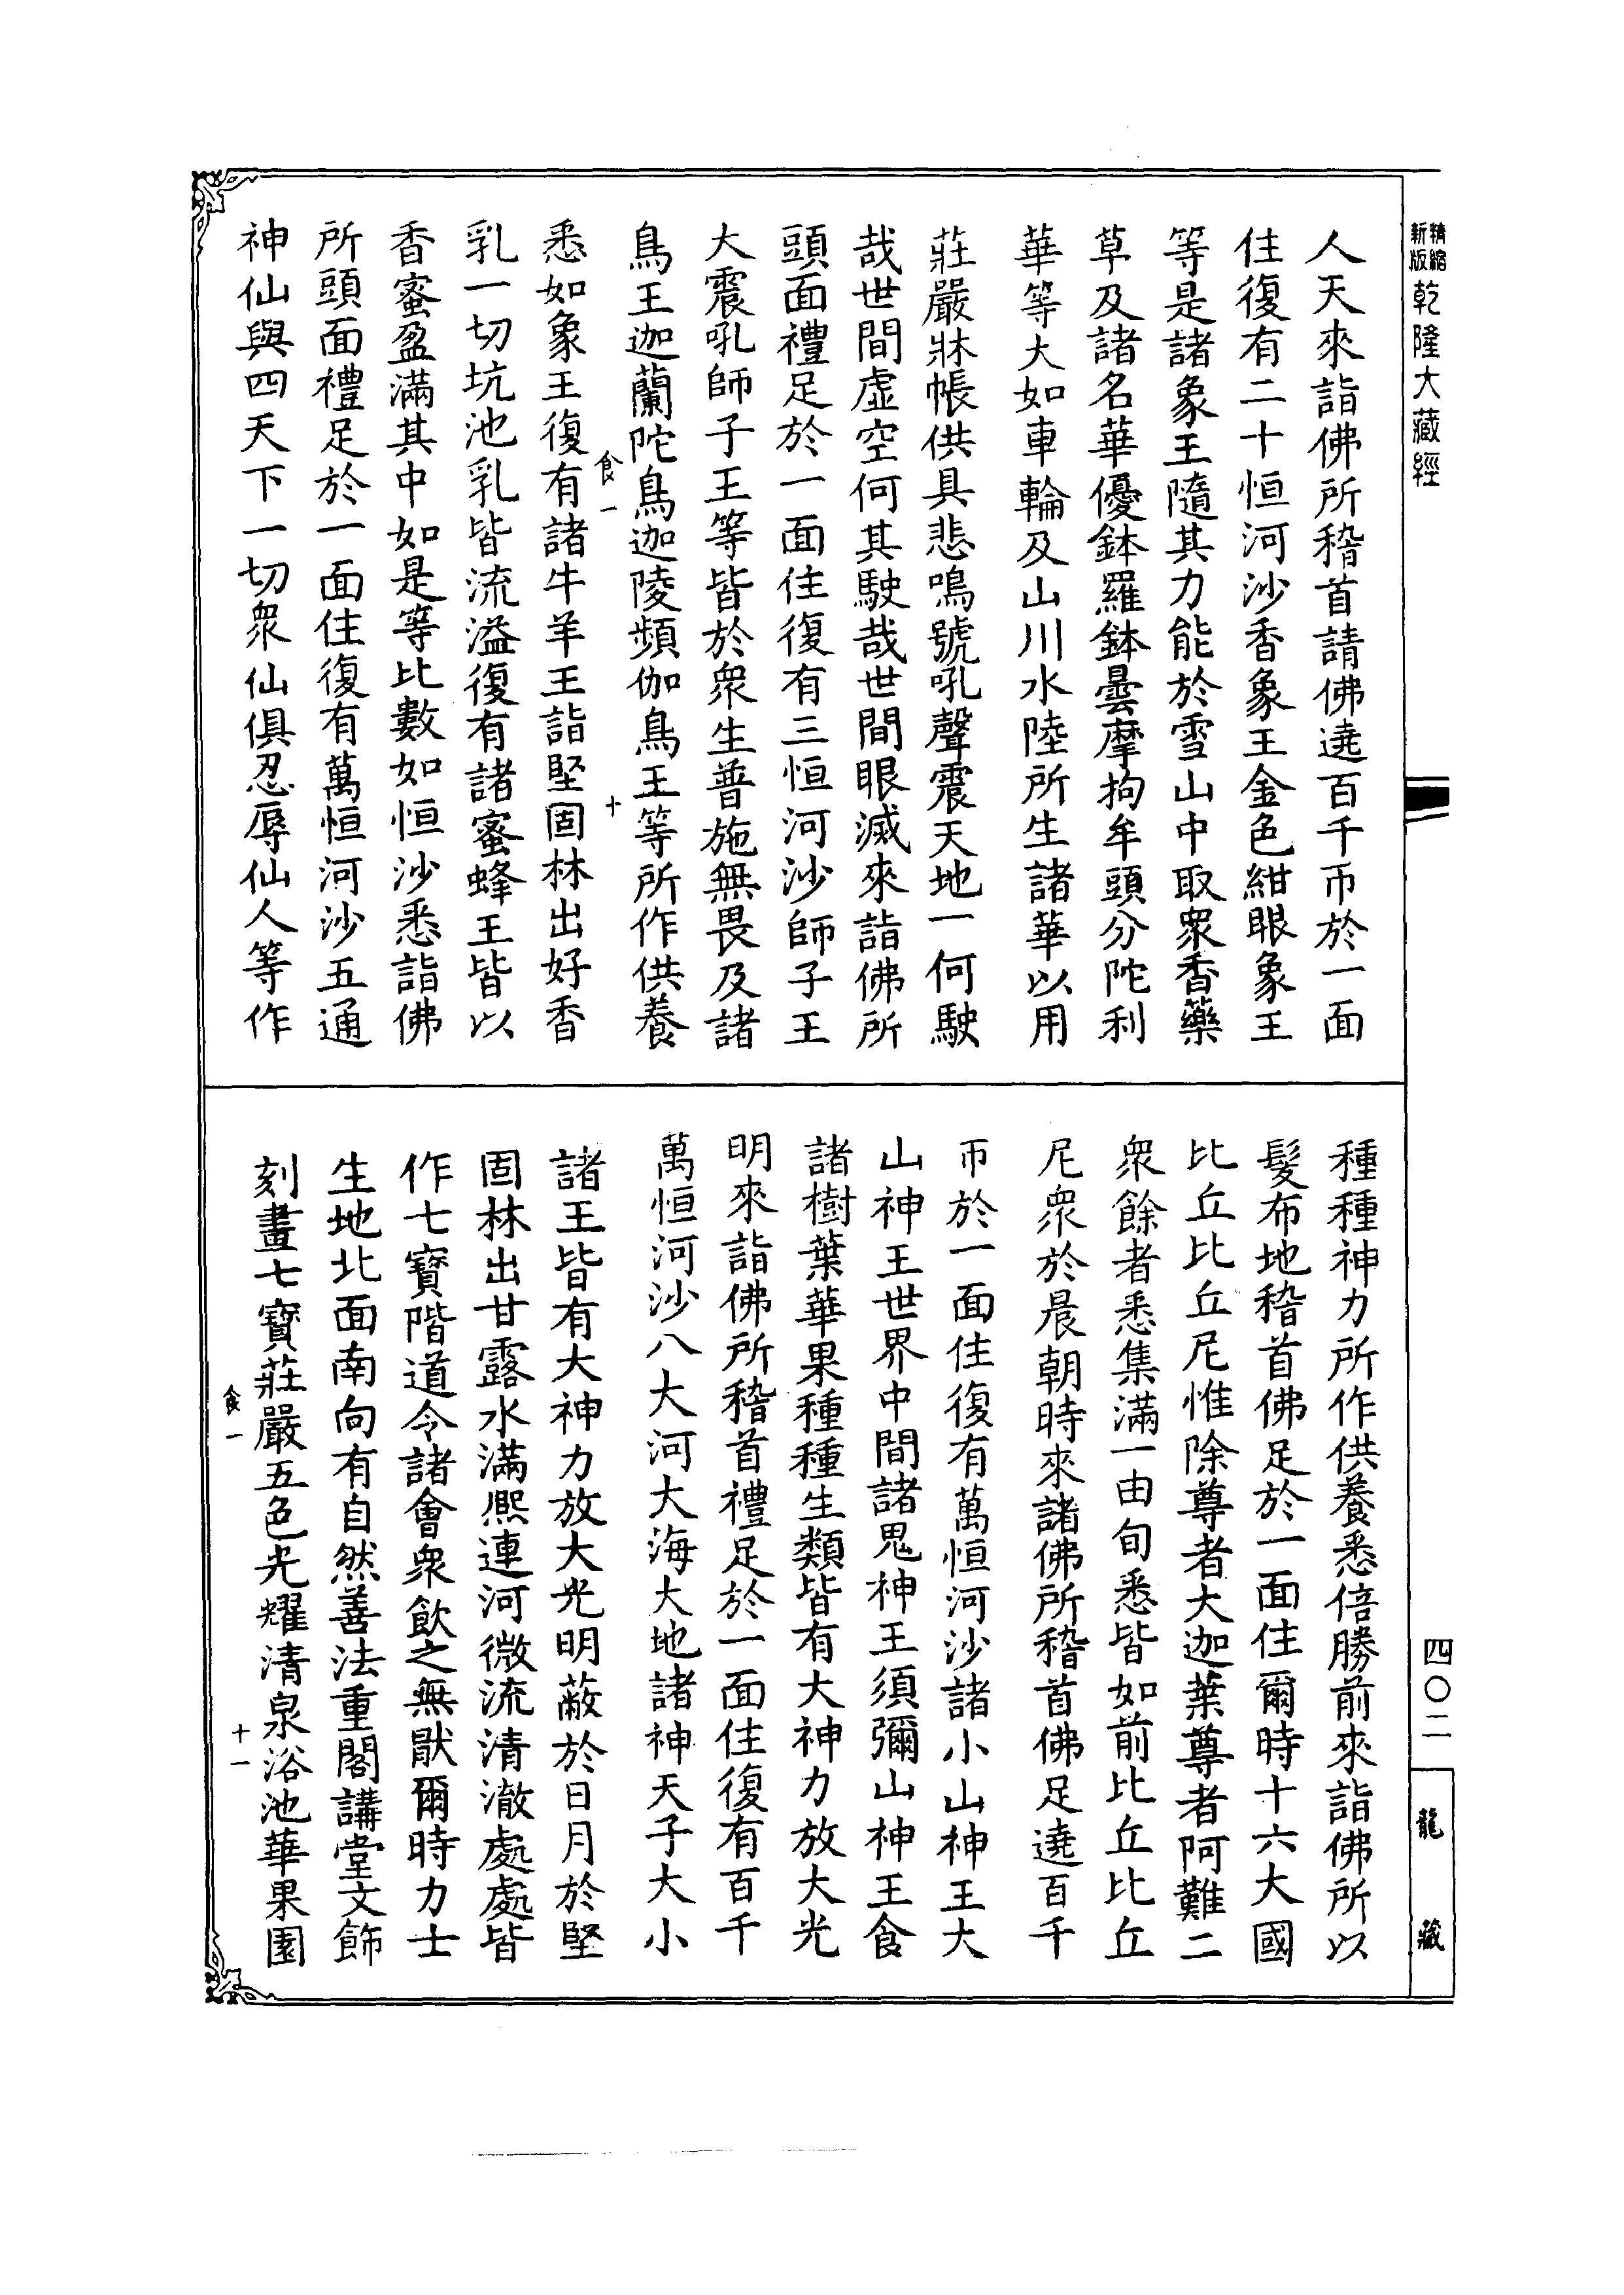 精縮新版乾隆大藏經
人天來詣佛所稽首請佛遶百千帀於一面
住復有二十恒河沙香象王金色紺眼象王
等是諸象王隨其力能於雪山中取衆香藥
草及諸名華優鉢羅鉢曇摩拘牟頭分陀利
華等大如車輪及山川水陸所生諸華以用
莊嚴牀帳供具悲鳴號吼聲震天地一何駛
哉世間虛空何其駛哉世間眼滅來詣佛所
頭面禮足於一面住復有三恒河沙師子王
大震吼師子王等皆於衆生普施無畏及諸
鳥王迦蘭陀鳥迦陵頻伽鳥王等所作供養
食一 十
悉如象王復有諸牛羊王詣堅固林出好香
乳一切坑池乳皆流溢復有諸蜜蜂王皆以
香蜜盈滿其中如是等比數如恒沙悉詣佛
所頭面禮足於一面住復有萬恒河沙五通
神仙與四天下一切衆仙俱忍辱仙人等作
種種神力所作供養悉倍勝前來詣佛所以
髮布地稽首佛足於一面住爾時十六大國
比丘比丘尼惟除尊者大迦葉尊者阿難二
衆餘者悉集滿一由旬悉皆如前比丘比丘
尼衆於晨朝時來諸佛所稽首佛足遶百千
帀於一面住復有萬恒河沙諸小山神王大
山神王世界中間諸鬼神王須彌山神王食
諸樹葉華果種種生類皆有大神力放大光
明來詣佛所稽首禮足於一面住復有百千
萬恒河沙八大河大海大地諸神天子大小
諸王皆有大神力放大光明蔽於日月於堅
固林出甘露水滿熈連河微流清澈處處皆
作七寶階道令諸會衆飲之無猒爾時力士
生地北面南向有自然善法重閣講堂文飾
刻畫七寶莊嚴五色光耀清泉浴池華果園
食一 十一
四〇二
龍藏